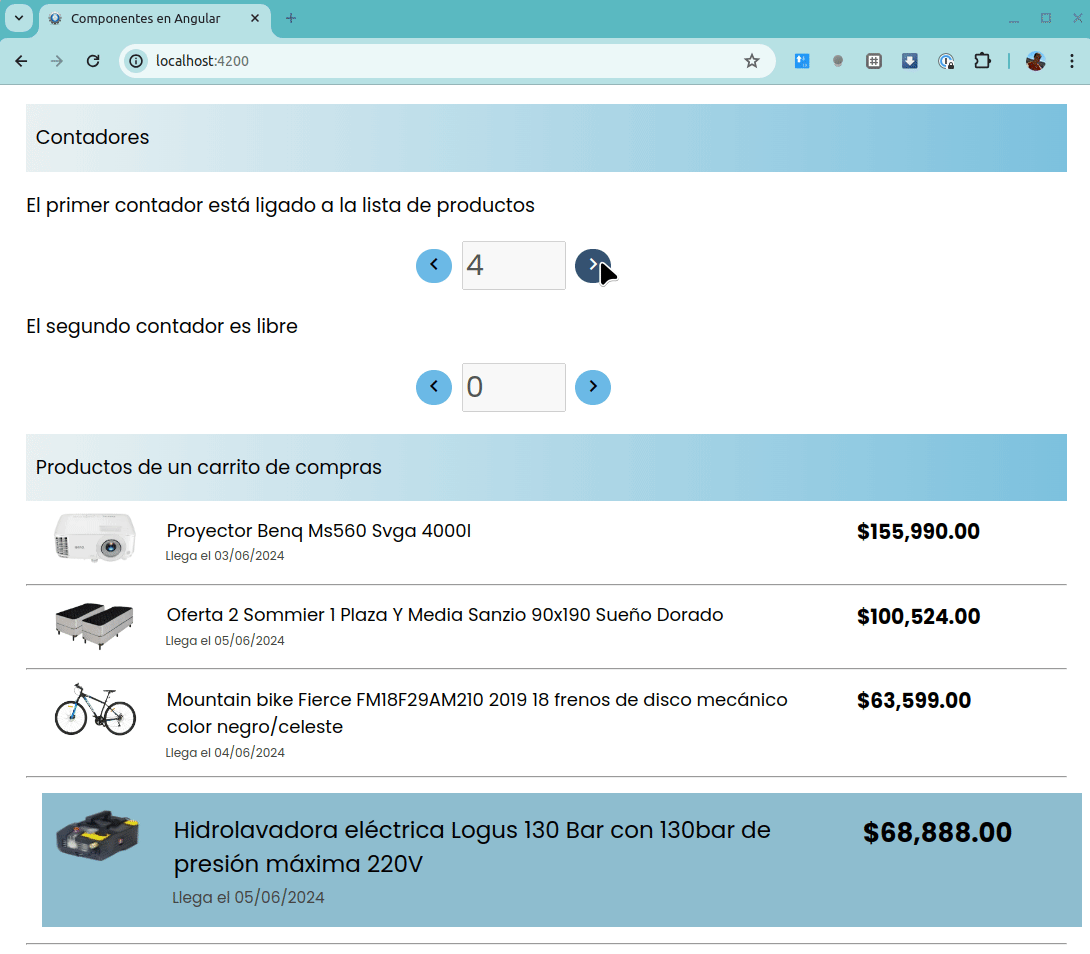 Componentes en Angular
localhost:4200
Contadores
El primer contador está ligado a la lista de productos
4
El segundo contador es libre
0
Productos de un carrito de compras
Proyector Benq Ms560 Svga 4000l
$155,990.00
Llega el 03/06/2024
Oferta 2 Sommier 1 Plaza Y Media Sanzio 90x190 Sueño Dorado
$100,524.00
Llega el 05/06/2024
Mountain bike Fierce FM18F29AM210 2019 18 frenos de disco mecánico
$63,599.00
color negro/celeste
Llega el 04/06/2024
Hidrolavadora eléctrica Logus 130 Bar con 130bar de
$68,888.00
presión máxima 220V
Llega el 05/06/2024